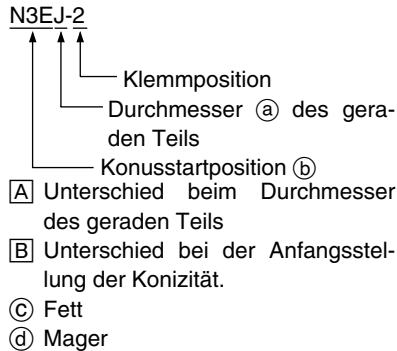 N3EJ-2
Klemmposition
Durchmesser ⓐ des gera-
den Teils
Konusstartposition ⓑ
A Unterschied beim Durchmesser
des geraden Teils
B Unterschied bei der Anfangsstel-
lung der Konizität.
ⓒ Fett
ⓓ Mager